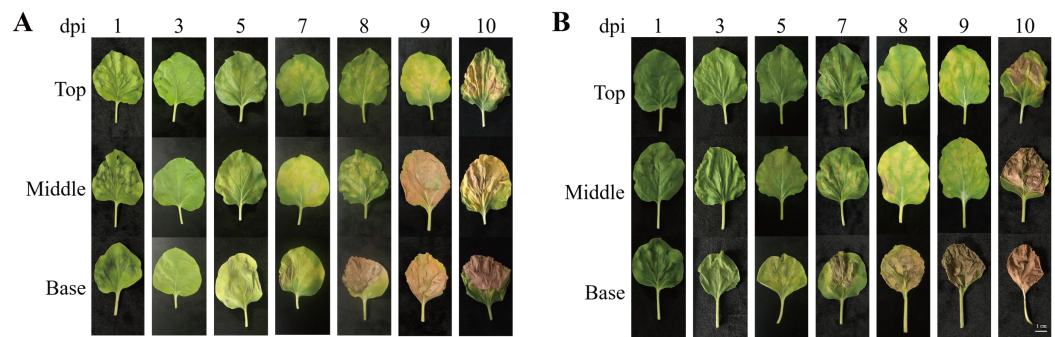 A dpi 1 3 5 7 8 9 10
Top
Middle
Base
B dpi 1 3 5 7 8 9 10
Top
Middle
Base
1 cm